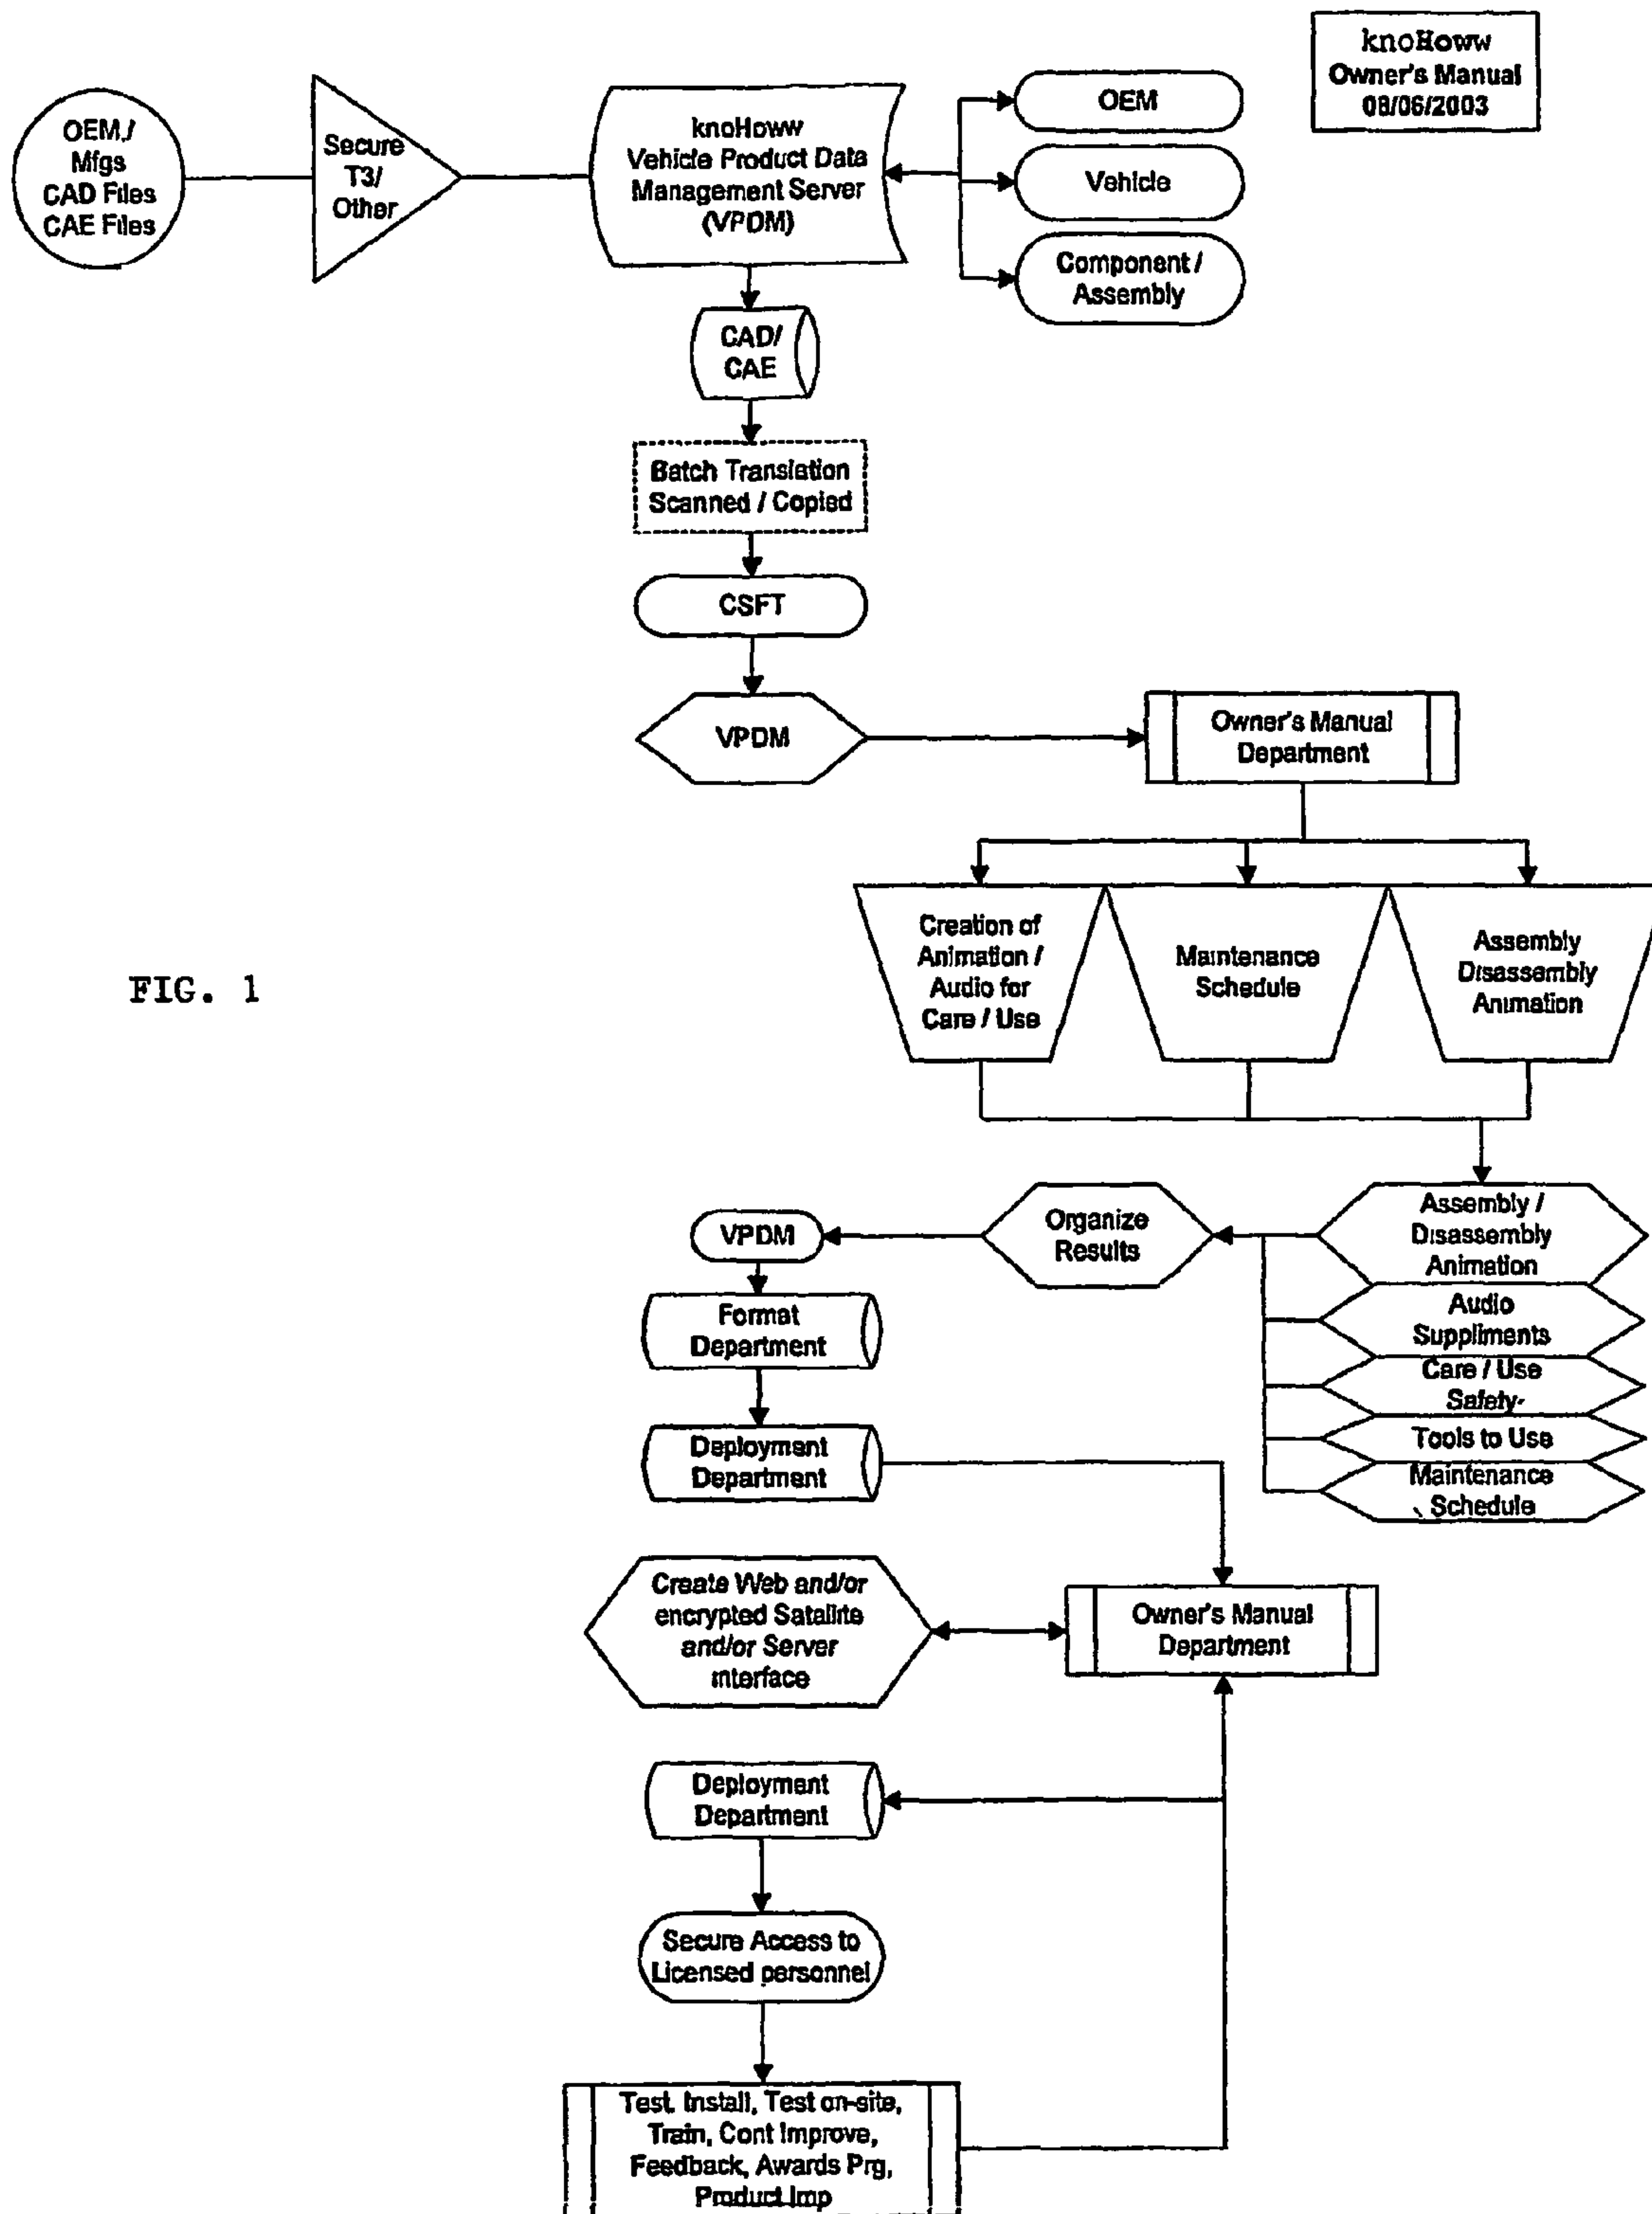 knoHoww
Owner's Manual
08/06/2003
OEM/
Mfgs
CAD Files
CAE Files
Secure
T3/
Other
knoHoww
Vehicle Product Data
Management Server
(VPDM)
OEM
Vehicle
Component /
Assembly
CAD/
CAE
Batch Translation
Scanned / Copied
CSFT
VPDM
Owner's Manual
Department
Creation of
Animation /
Audio for
Care / Use
Maintenance
Schedule
Assembly
Disassembly
Animation
FIG. 1
Assembly /
Disassembly
Animation
Audio
Suppliments
Care / Use
Safety
Tools to Use
Maintenance
Schedule
Organize
Results
VPDM
Format
Department
Deployment
Department
Create Web and/or
encrypted Satallite
and/or Server
interface
Owner's Manual
Department
Deployment
Department
Secure Access to
Licensed personnel
Test. Install, Test on-site,
Train, Cont Improve,
Feedback, Awards Prg,
Product Imp